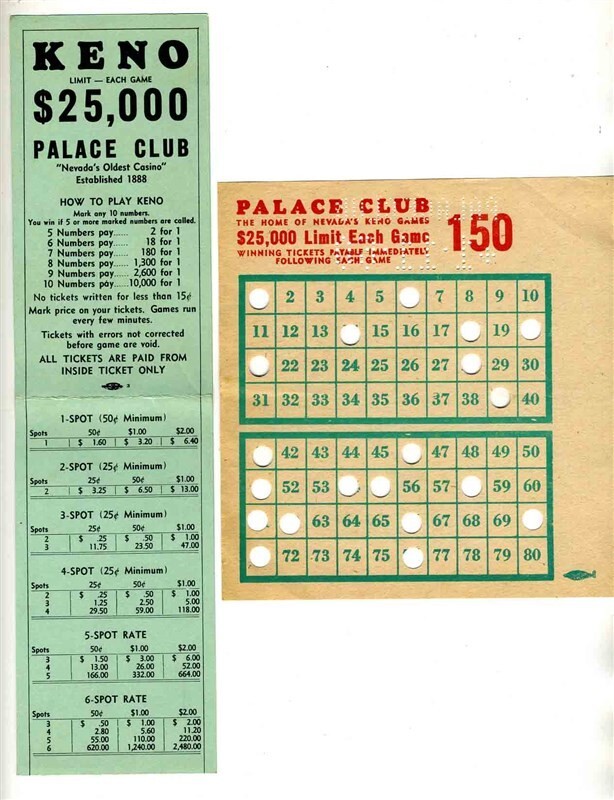 KENO
LIMIT — EACH GAME
$25,000
PALACE CLUB
"Nevada's Oldest Casino"
Established 1888
HOW TO PLAY KENO
Mark any 10 numbers.
You win if 5 or more marked numbers are called.
5 Numbers pay...... 2 for 1
6 Numbers pay...... 18 for 1
7 Numbers pay...... 180 for 1
8 Numbers pay...... 1,300 for 1
9 Numbers pay...... 2,600 for 1
10 Numbers pay...... 10,000 for 1
No tickets written for less than 15¢
Mark price on your tickets. Games run
every few minutes.
Tickets with errors not corrected
before game are void.
ALL TICKETS ARE PAID FROM
INSIDE TICKET ONLY
1-SPOT (50¢ Minimum)
Spots 50¢ $1.00 $2.00
1 $ 1.60 $ 3.20 $ 6.40
2-SPOT (25¢ Minimum)
Spots 25¢ 50¢ $1.00
2 $ 3.25 $ 6.50 $ 13.00
3-SPOT (25¢ Minimum)
Spots 25¢ 50¢ $1.00
2 $ .25 $ .50 $ 1.00
3 11.75 23.50 47.00
4-SPOT (25¢ Minimum)
Spots 25¢ 50¢ $1.00
2 $ .25 $ .50 $ 1.00
3 1.25 2.50 5.00
4 29.50 59.00 118.00
5-SPOT RATE
Spots 50¢ $1.00 $2.00
3 $ 1.50 $ 3.00 $ 6.00
4 13.00 26.00 52.00
5 166.00 332.00 664.00
6-SPOT RATE
Spots 50¢ $1.00 $2.00
3 $ .50 $ 1.00 $ 2.00
4 2.80 5.60 11.20
5 55.00 110.00 220.00
6 620.00 1,240.00 2,480.00
PALACE CLUB
THE HOME OF NEVADA'S KENO GAMES
$25,000 Limit Each Game
150
WINNING TICKETS PAYABLE IMMEDIATELY
FOLLOWING EACH GAME
2 3 4 5 7 8 9 10
11 12 13 15 16 17 19
22 23 24 25 26 27 29 30
31 32 33 34 35 36 37 38 40
42 43 44 45 47 48 49 50
52 53 56 57 59 60
63 64 65 67 68 69
72 73 74 75 77 78 79 80